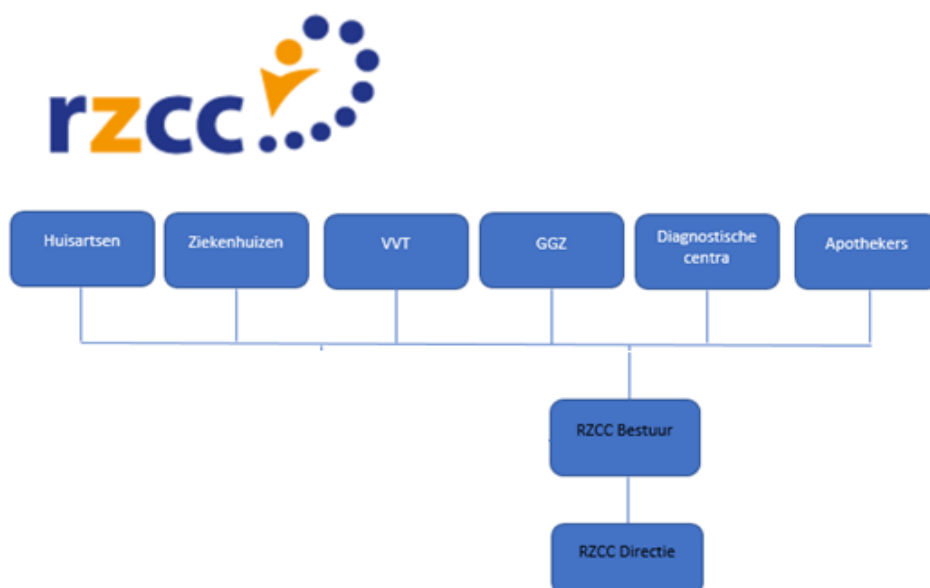 rzcc
Huisartsen
Ziekenhuizen
VVT
GGZ
Diagnostische
centra
Apothekers
RZCC Bestuur
RZCC Directie